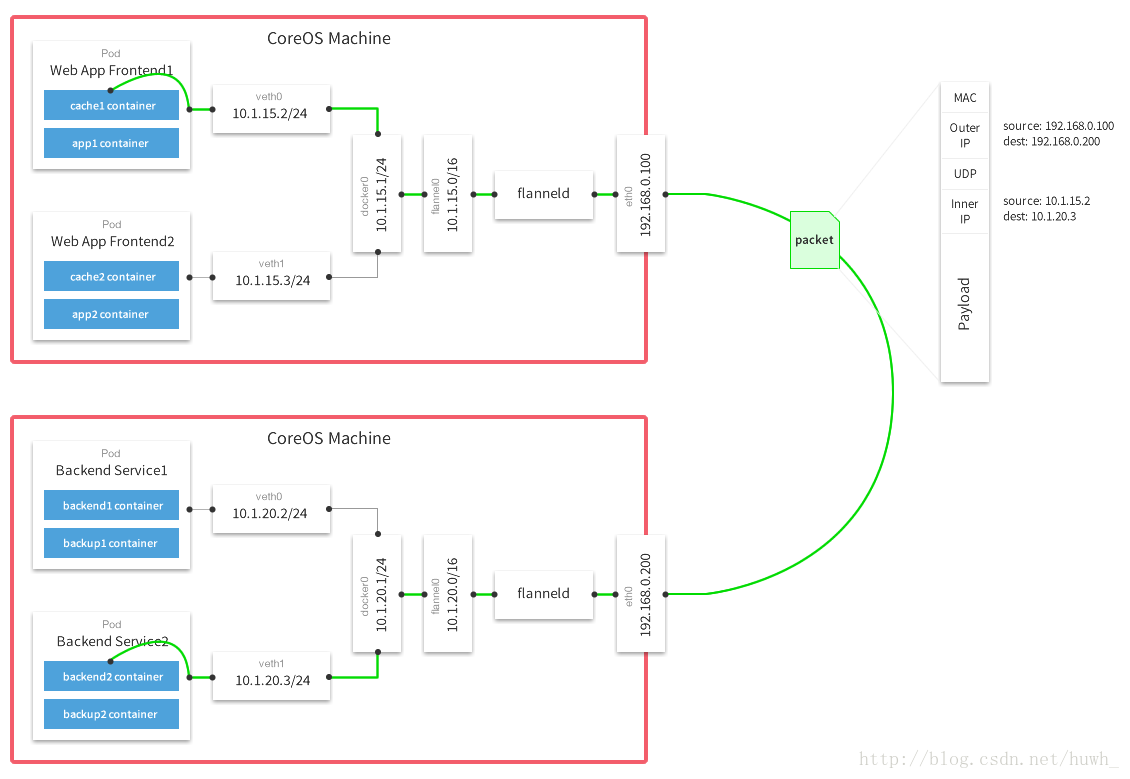 CoreOS Machine
Pod
Web App Frontend1
cache1 container
app1 container
veth0
10.1.15.2/24
Pod
Web App Frontend2
cache2 container
app2 container
veth1
10.1.15.3/24
docker0
10.1.15.1/24
flannel0
10.1.15.0/16
flanneld
eth0
192.168.0.100
packet
MAC
Outer
IP
source: 192.168.0.100
dest: 192.168.0.200
UDP
Inner
IP
source: 10.1.15.2
dest: 10.1.20.3
Payload
CoreOS Machine
Pod
Backend Service1
backend1 container
backup1 container
veth0
10.1.20.2/24
Pod
Backend Service2
backend2 container
backup2 container
veth1
10.1.20.3/24
docker0
10.1.20.1/24
flannel0
10.1.20.0/16
flanneld
eth0
192.168.0.200
http://blog.csdn.net/huwh_